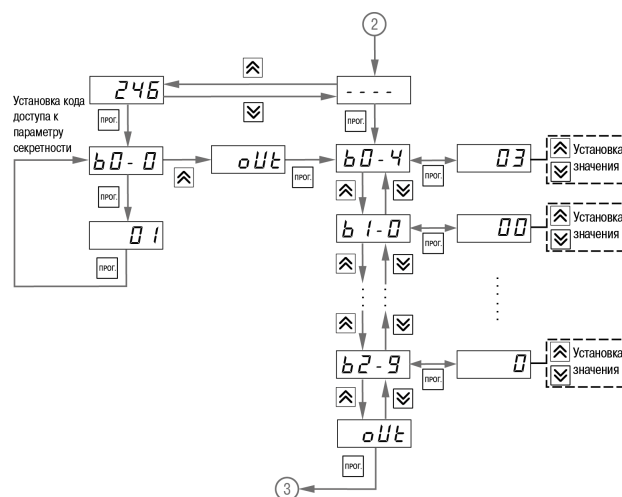 2
246
- - - -
Установка кода
доступа к
параметру
секретности
ПРОГ.
ПРОГ.
b0-0
oUt
b0-4
03
Установка
значения
ПРОГ.
ПРОГ.
ПРОГ.
01
b1-0
00
Установка
значения
ПРОГ.
ПРОГ.
b2-9
0
Установка
значения
ПРОГ.
oUt
ПРОГ.
3